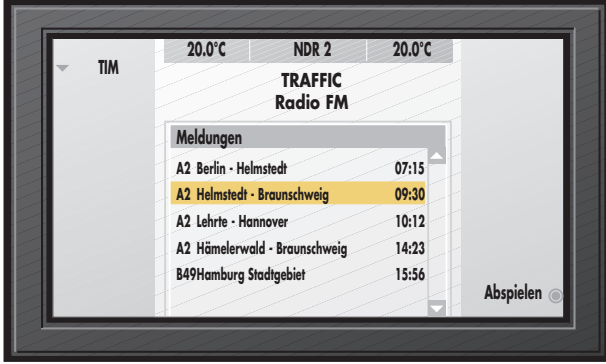 20.0°C NDR 2 20.0°C
TIM
TRAFFIC
Radio FM
Meldungen
A2 Berlin - Helmstedt 07:15
A2 Helmstedt - Braunschweig 09:30
A2 Lehrte - Hannover 10:12
A2 Hämelerwald - Braunschweig 14:23
B49Hamburg Stadtgebiet 15:56
Abspielen